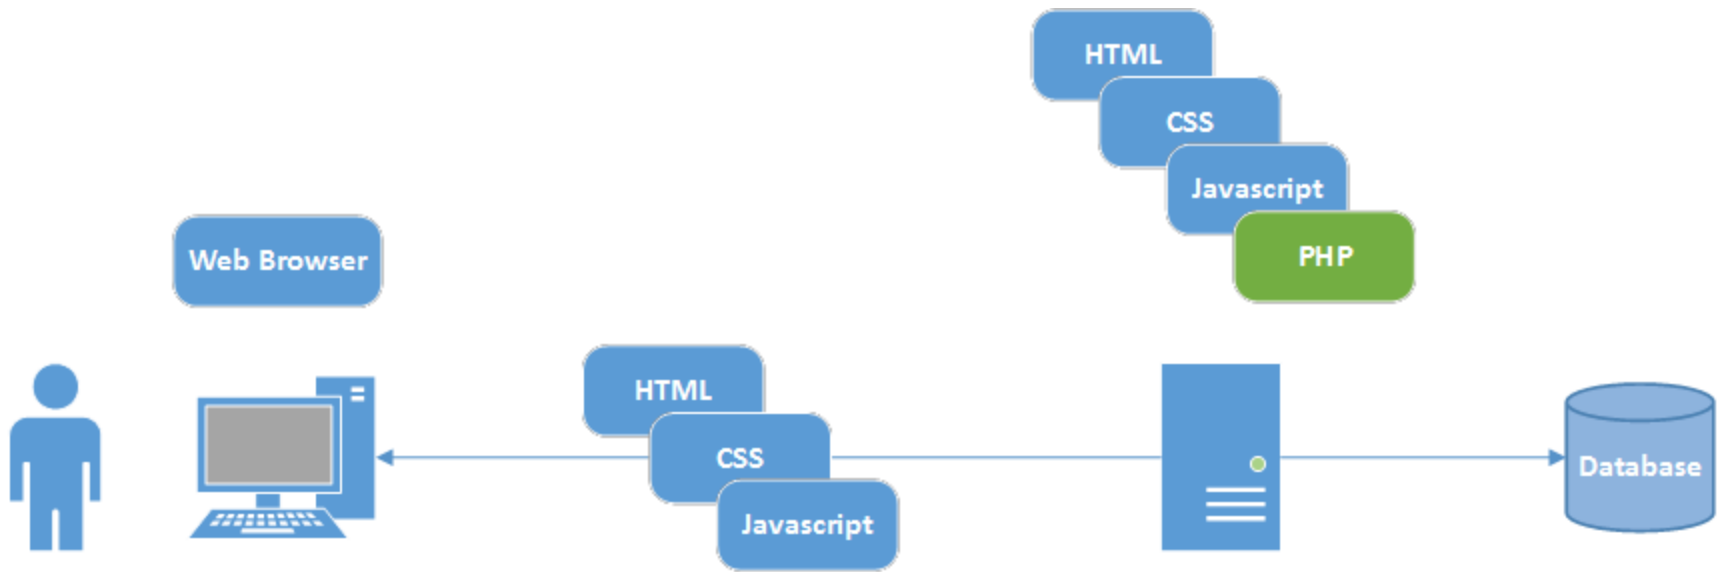 HTML
CSS
Javascript
PHP
Web Browser
HTML
CSS
Javascript
Database